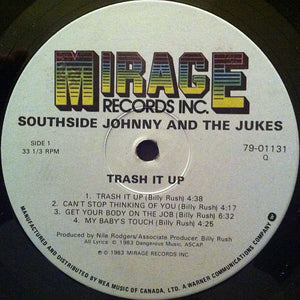 MIRAGE
RECORDS INC.
SOUTHSIDE JOHNNY AND THE JUKES
SIDE 1
33 1/3 RPM
79-01131
Q
TRASH IT UP
1. TRASH IT UP (Billy Rush) 4:38
2. CAN'T STOP THINKING OF YOU (Billy Rush) 4:17
3. GET YOUR BODY ON THE JOB (Billy Rush) 6:32
4. MY BABY'S TOUCH (Billy Rush) 4:25
Produced by Nile Rodgers/Associate Producer: Billy Rush
All Lyrics © 1983 Dangerous Music, ASCAP.
℗ © 1983 MIRAGE RECORDS INC.
MANUFACTURED AND DISTRIBUTED BY WEA MUSIC OF CANADA, LTD. A WARNER COMMUNICATIONS COMPANY